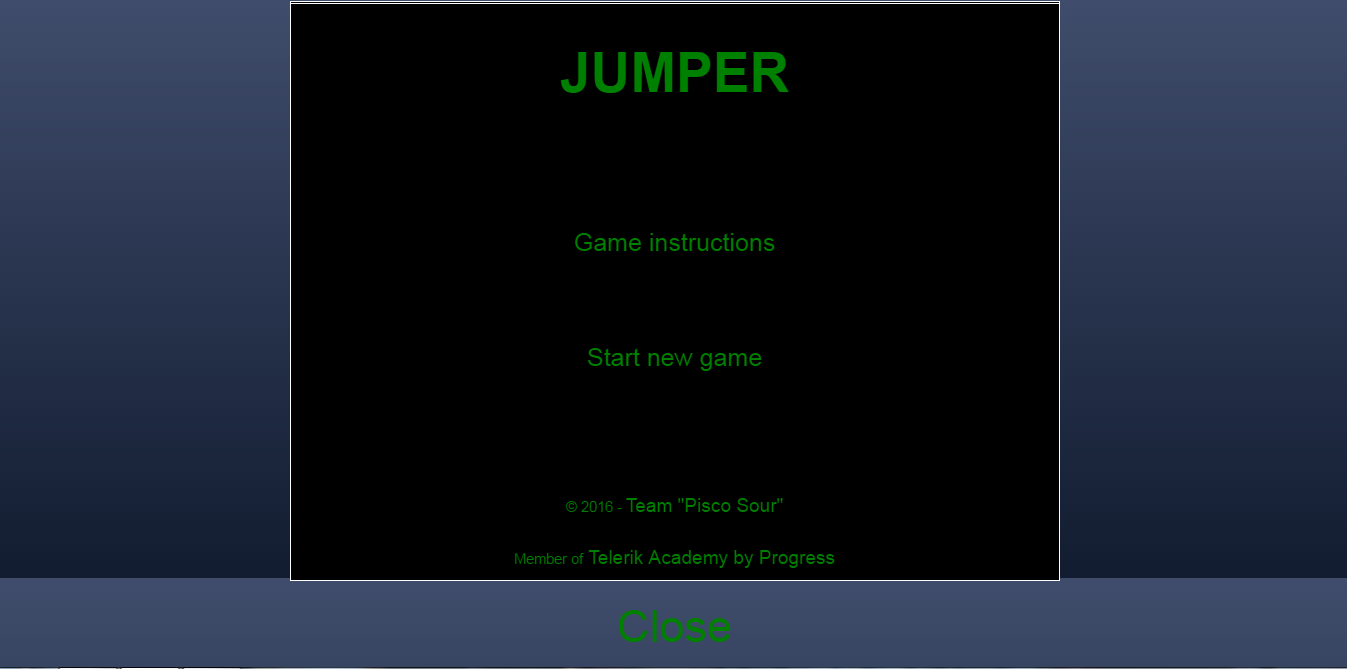 JUMPER
Game instructions
Start new game
© 2016 - Team "Pisco Sour"
Member of Telerik Academy by Progress
Close